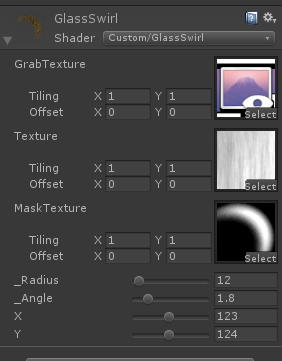 GlassSwirl
Shader Custom/GlassSwirl
GrabTexture
Tiling X 1 Y 1
Offset X 0 Y 0
Select
Texture
Tiling X 1 Y 1
Offset X 0 Y 0
Select
MaskTexture
Tiling X 1 Y 1
Offset X 0 Y 0
Select
_Radius 12
_Angle 1.8
X 123
Y 124